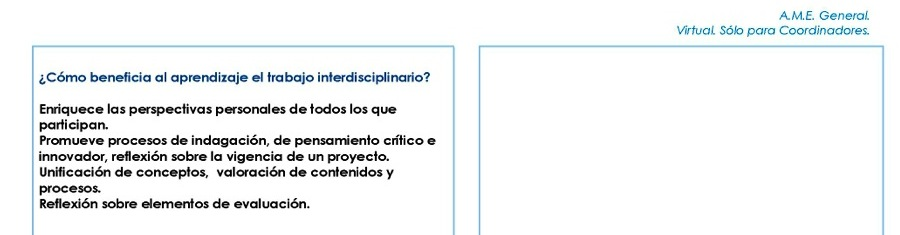 A.M.E. General.
Virtual. Sólo para Coordinadores.
¿Cómo beneficia al aprendizaje el trabajo interdisciplinario?
Enriquece las perspectivas personales de todos los que
participan.
Promueve procesos de indagación, de pensamiento crítico e
innovador, reflexión sobre la vigencia de un proyecto.
Unificación de conceptos, valoración de contenidos y
procesos.
Reflexión sobre elementos de evaluación.